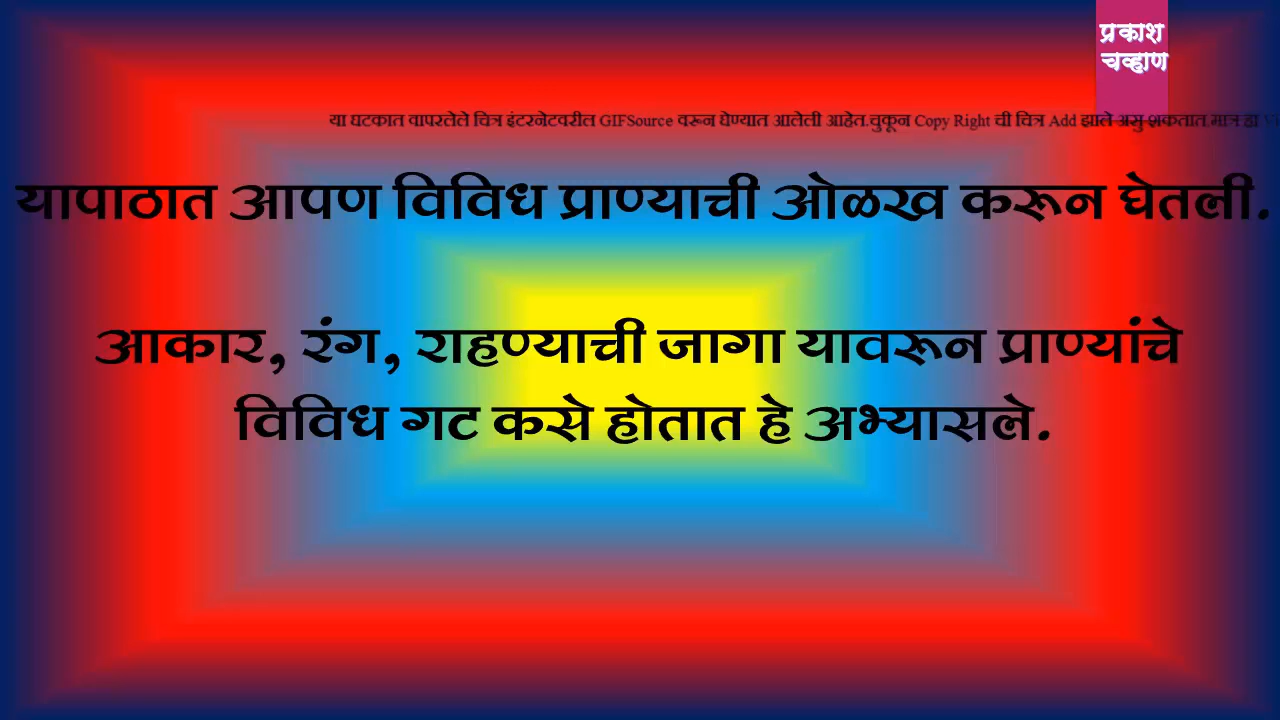 प्रकाश
चव्हाण
या घटकात वापरलेले चित्र इंटरनेटवरील GIFSource वरून घेण्यात आलेली आहेत.चुकून Copy Right ची चित्र Add झाले असु शकतात.मात्र हा
यापाठात आपण विविध प्राण्याची ओळख करून घेतली.
आकार, रंग, राहण्याची जागा यावरून प्राण्यांचे
विविध गट कसे होतात हे अभ्यासले.